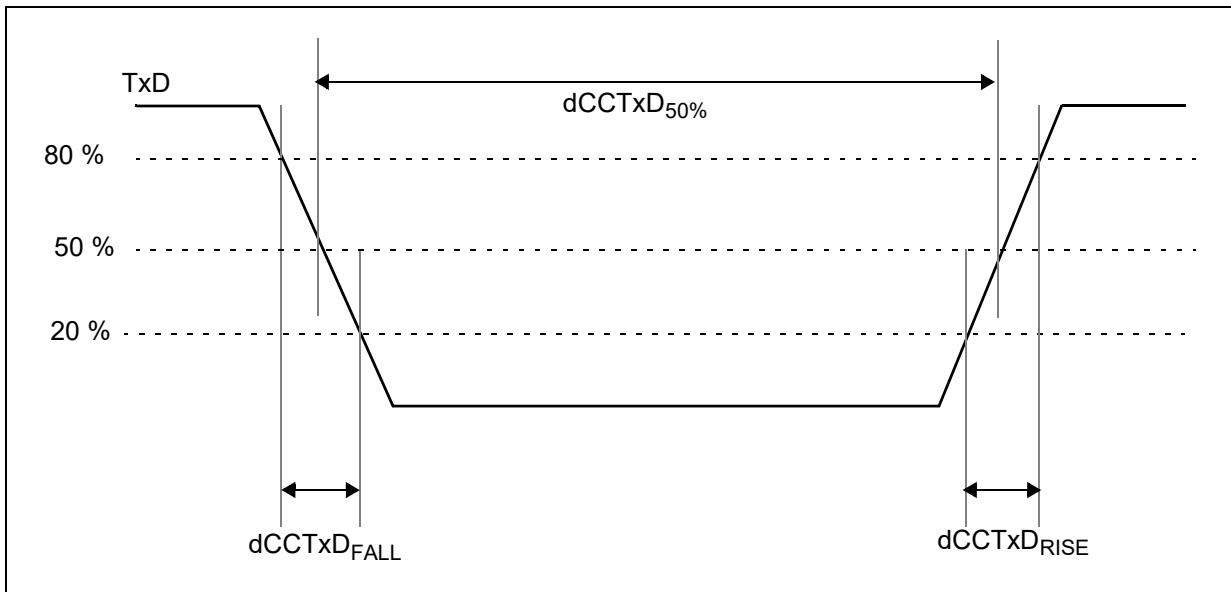 TxD
dCCTxD50%
80 %
50 %
20 %
dCCTxDFALL
dCCTxDRISE